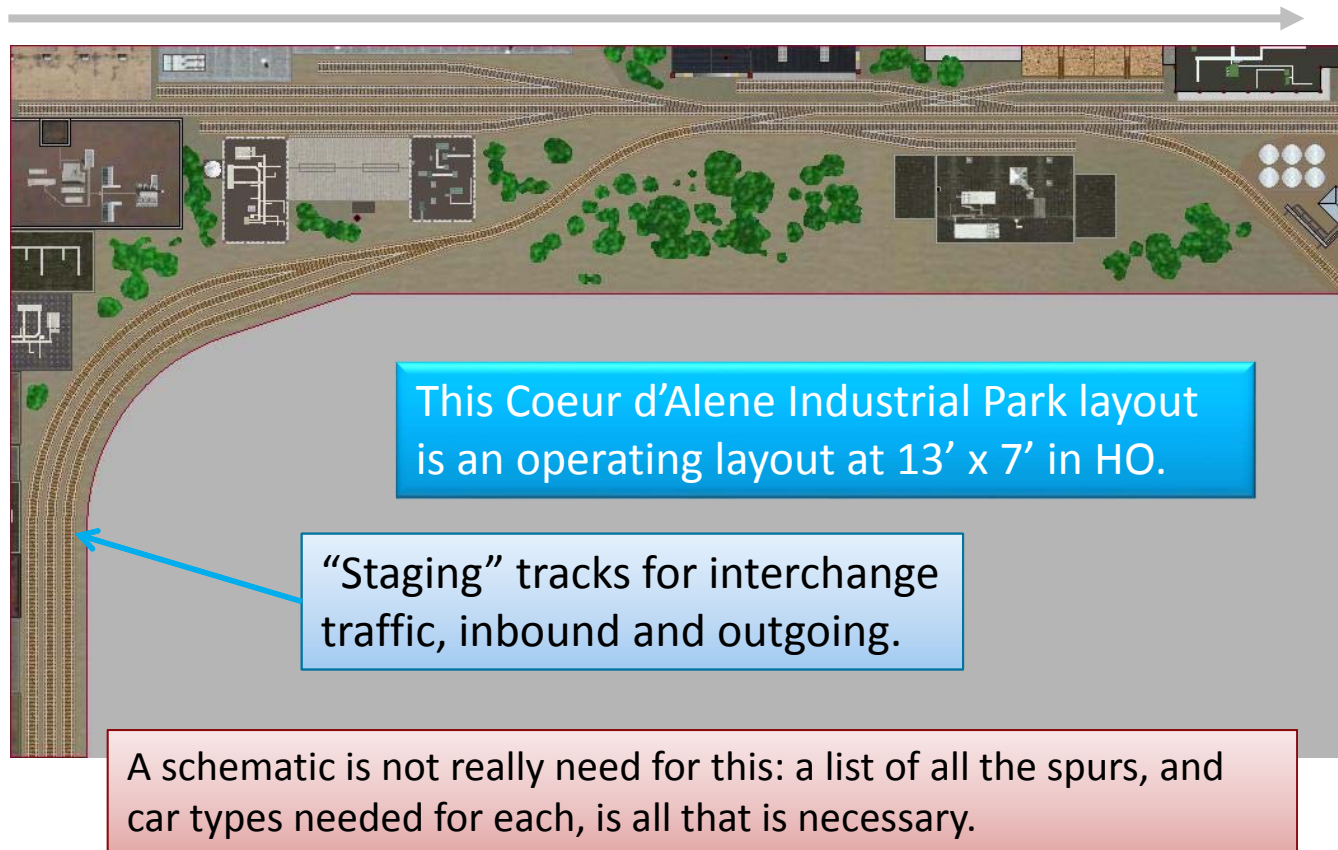 This Coeur d’Alene Industrial Park layout
is an operating layout at 13’ x 7’ in HO.
“Staging” tracks for interchange
traffic, inbound and outgoing.
A schematic is not really need for this: a list of all the spurs, and
car types needed for each, is all that is necessary.